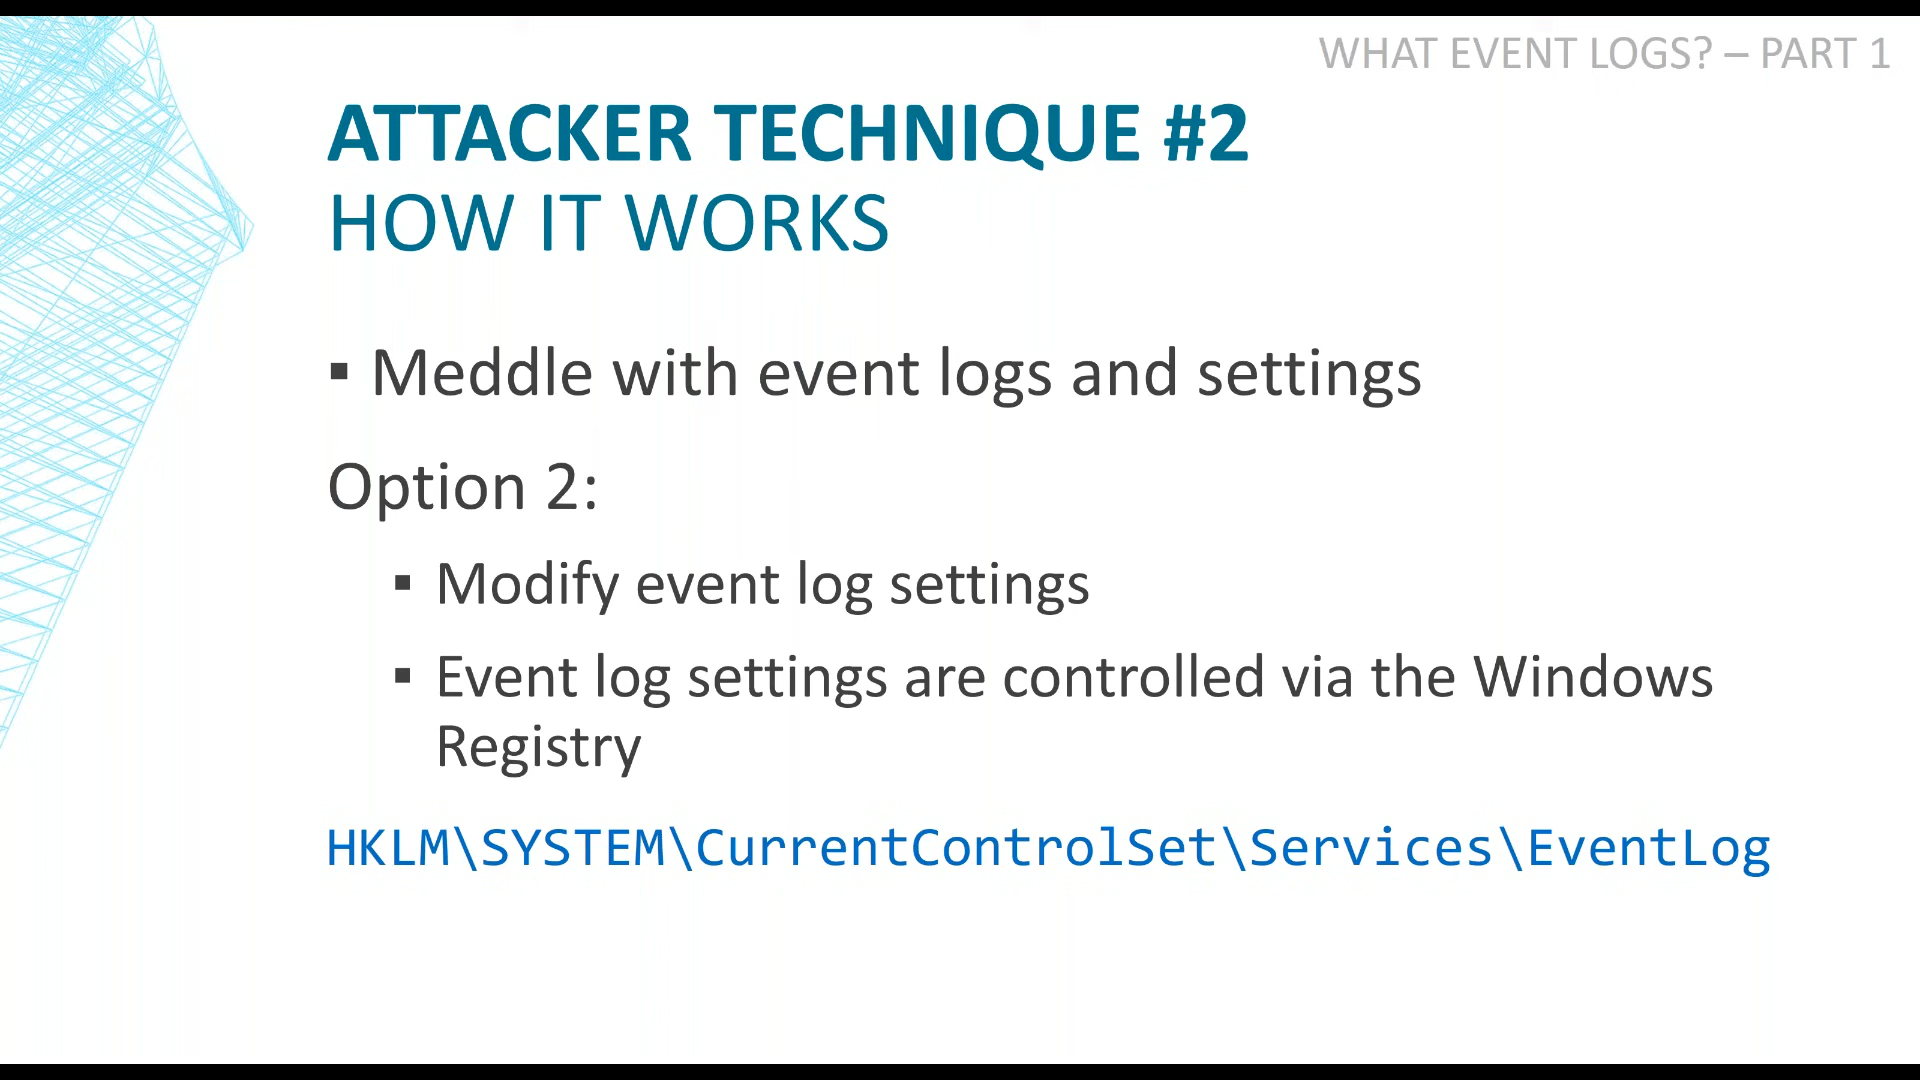 WHAT EVENT LOGS? – PART 1
ATTACKER TECHNIQUE #2
HOW IT WORKS
▪ Meddle with event logs and settings
Option 2:
▪ Modify event log settings
▪ Event log settings are controlled via the Windows
Registry
HKLM\SYSTEM\CurrentControlSet\Services\EventLog